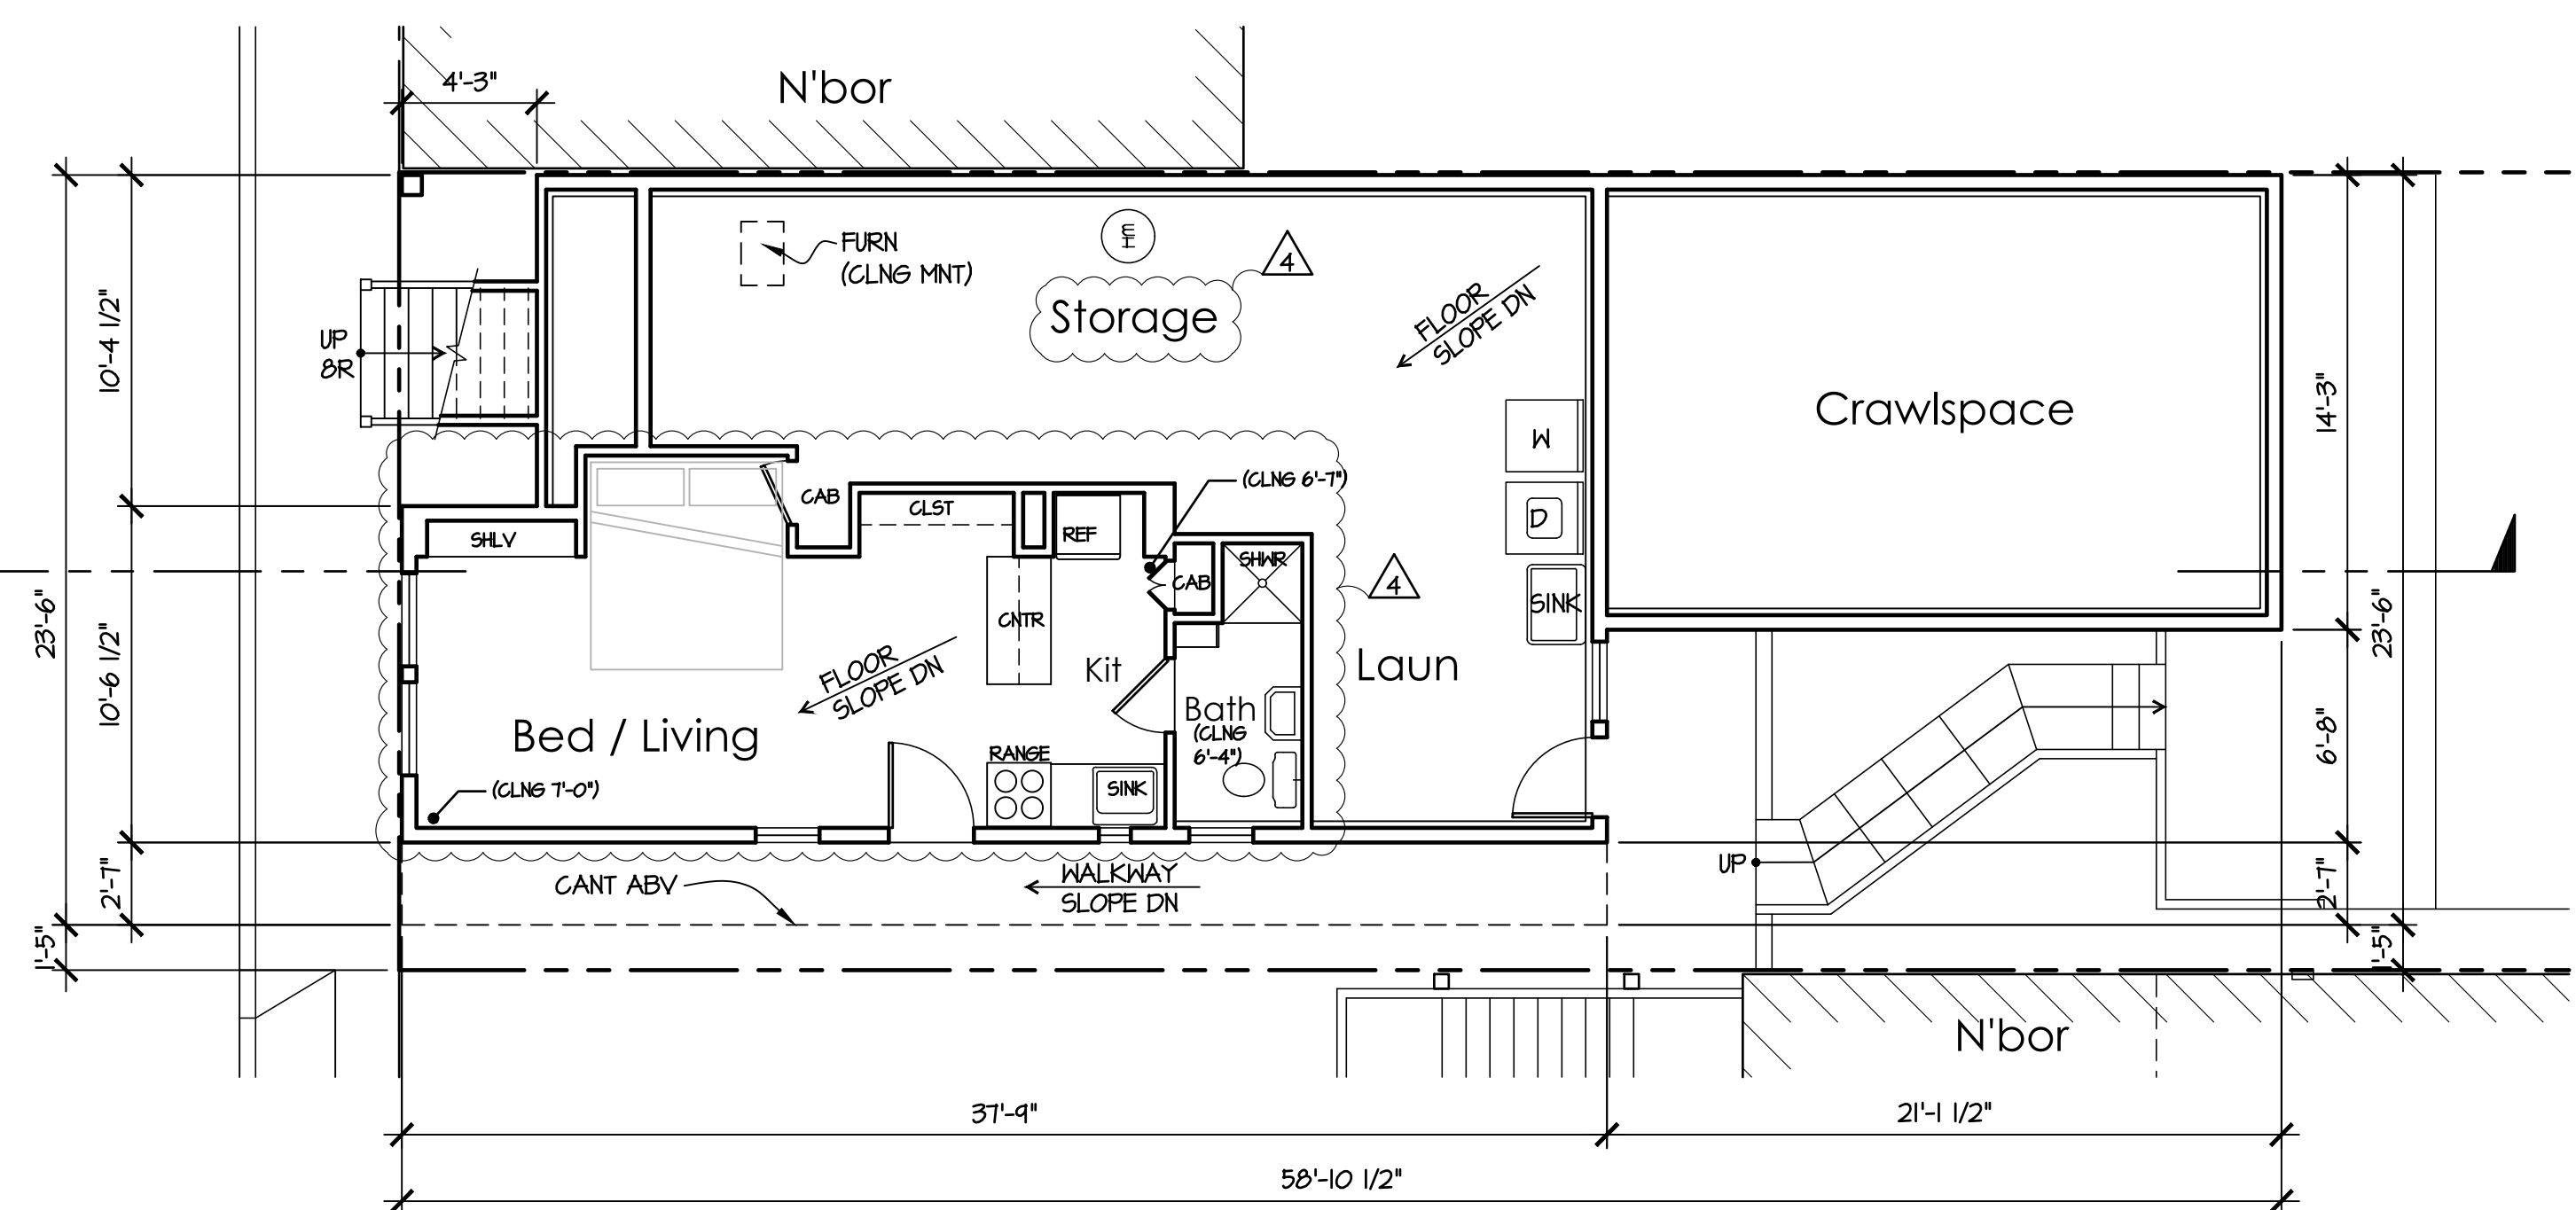 N'bor
4'-3"
FURN
(CLNG MNT)
WH
4
Storage
FLOOR
SLOPE DN
UP
8R
10'-4 1/2"
14'-3"
Crawlspace
W
(CLNG 6'-7")
CAB
CLST
D
REF
SHLV
SHWR
CAB
4
SINK
CNTR
23'-6"
23'-6"
10'-6 1/2"
FLOOR
SLOPE DN
Kit
Laun
Bath
(CLNG
6'-4")
Bed / Living
RANGE
6'-8"
SINK
(CLNG 7'-0")
UP
WALKWAY
SLOPE DN
CANT ABV
2'-7"
2'-7"
1'-5"
1'-5"
N'bor
37'-9"
21'-1 1/2"
58'-10 1/2"